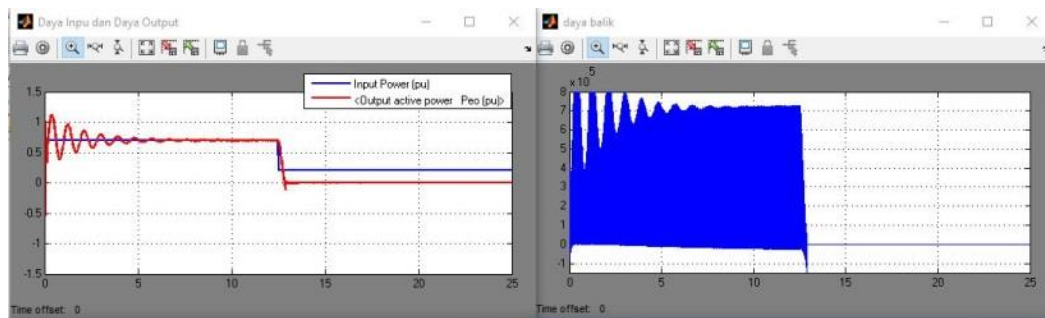 Daya Inpu dan Daya Output
Input Power (pu)
<Output active power Peo (pu)>
1.5
1
0.5
0
-0.5
-1
-1.5
0 5 10 15 20 25
Time offset: 0
daya balik
x 10^5
8
7
6
5
4
3
2
1
0
-1
0 5 10 15 20 25
Time offset: 0